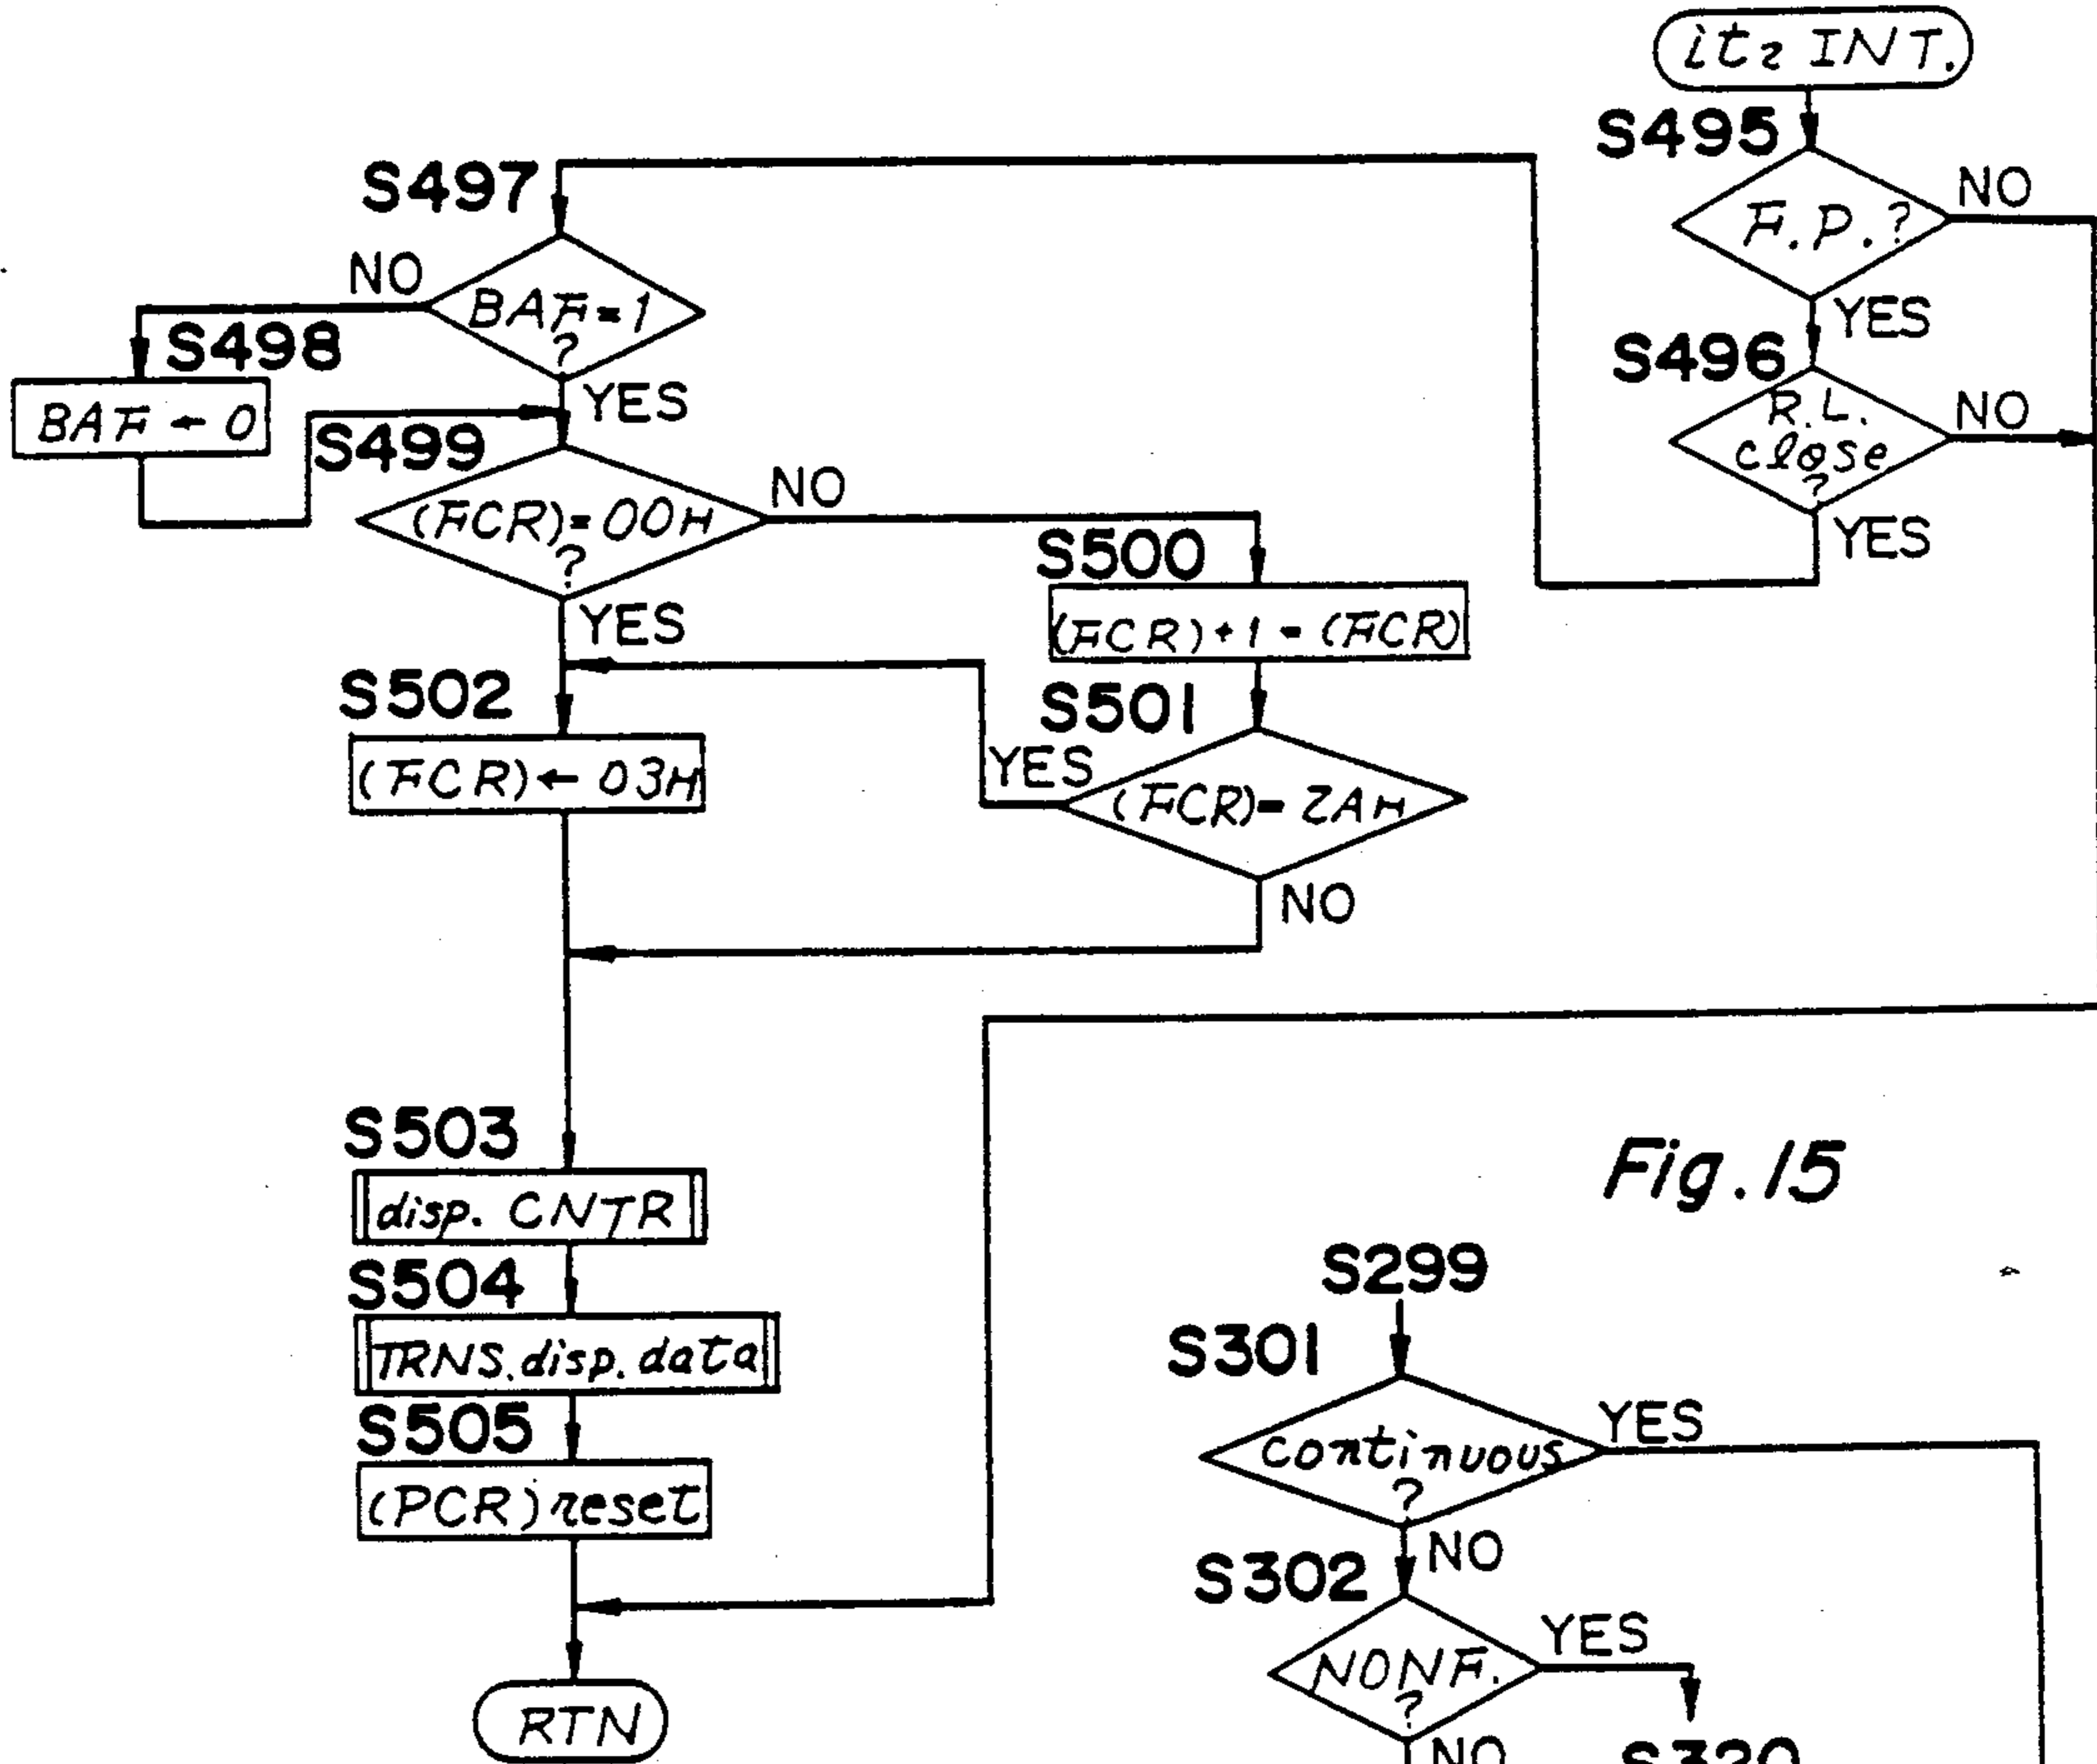 it2 INT.
S495
F.P.?
NO
YES
S496
R.L.
close
?
NO
YES
S497
BAF=1
?
NO
YES
S498
BAF ← 0
S499
(FCR)=00H
?
NO
YES
S500
(FCR)+1-(FCR)
S501
(FCR)=2AH
YES
NO
S502
(FCR)← 03H
S503
disp. CNTR
S504
TRNS.disp.data
S505
(PCR)reset
RTN
Fig.15
S299
S301
continuous
?
YES
NO
S302
NONF.
?
YES
NO
S320